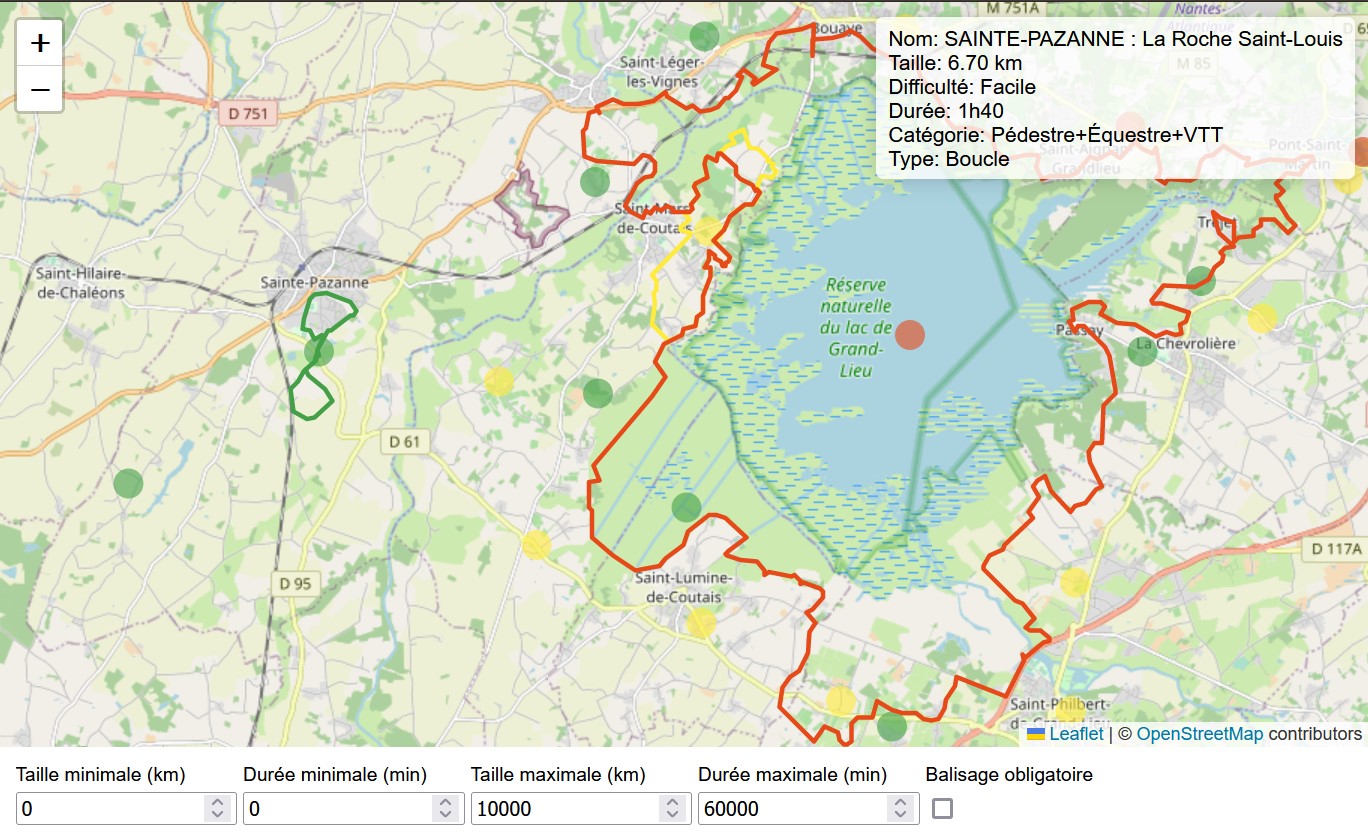 M 751A
Nantes-
Atlantique
Bouaye
+
−
Nom: SAINTE-PAZANNE : La Roche Saint-Louis
Taille: 6.70 km
Difficulté: Facile
Durée: 1h40
Catégorie: Pédestre+Équestre+VTT
Type: Boucle
M 85
Saint-Léger-
les-Vignes
D 751
Saint-Aignan
Grandlieu
Pont-Saint-
Martin
Saint-Mars-
de-Coutais
Saint-Hilaire-
de-Chaléons
Sainte-Pazanne
Réserve
naturelle
du lac de
Grand-
Lieu
Passay
La Chevrolière
D 61
D 117A
D 95
Saint-Lumine-
de-Coutais
Saint-Philbert-
de-Grand-Lieu
Leaflet | © OpenStreetMap contributors
Taille minimale (km)
Durée minimale (min)
Taille maximale (km)
Durée maximale (min)
Balisage obligatoire
0
0
10000
60000